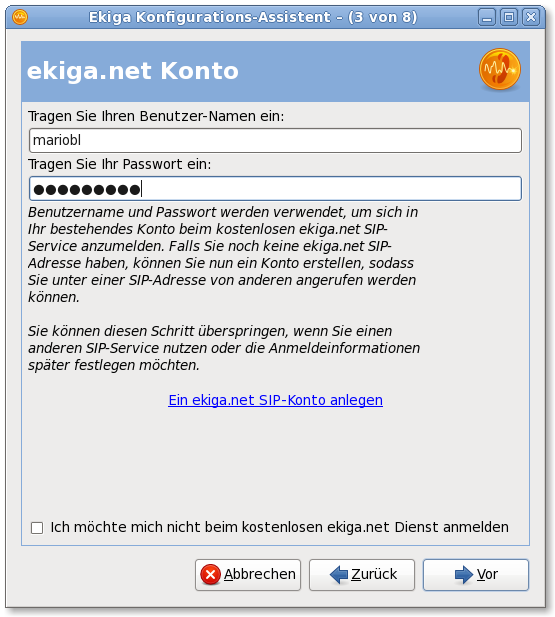 Ekiga Konfigurations-Assistent – (3 von 8)
ekiga.net Konto
Tragen Sie Ihren Benutzer-Namen ein:
mariobl
Tragen Sie Ihr Passwort ein:
●●●●●●●●●
Benutzername und Passwort werden verwendet, um sich in
Ihr bestehendes Konto beim kostenlosen ekiga.net SIP-
Service anzumelden. Falls Sie noch keine ekiga.net SIP-
Adresse haben, können Sie nun ein Konto erstellen, sodass
Sie unter einer SIP-Adresse von anderen angerufen werden
können.
Sie können diesen Schritt überspringen, wenn Sie einen
anderen SIP-Service nutzen oder die Anmeldeinformationen
später festlegen möchten.
Ein ekiga.net SIP-Konto anlegen
Ich möchte mich nicht beim kostenlosen ekiga.net Dienst anmelden
Abbrechen
Zurück
Vor